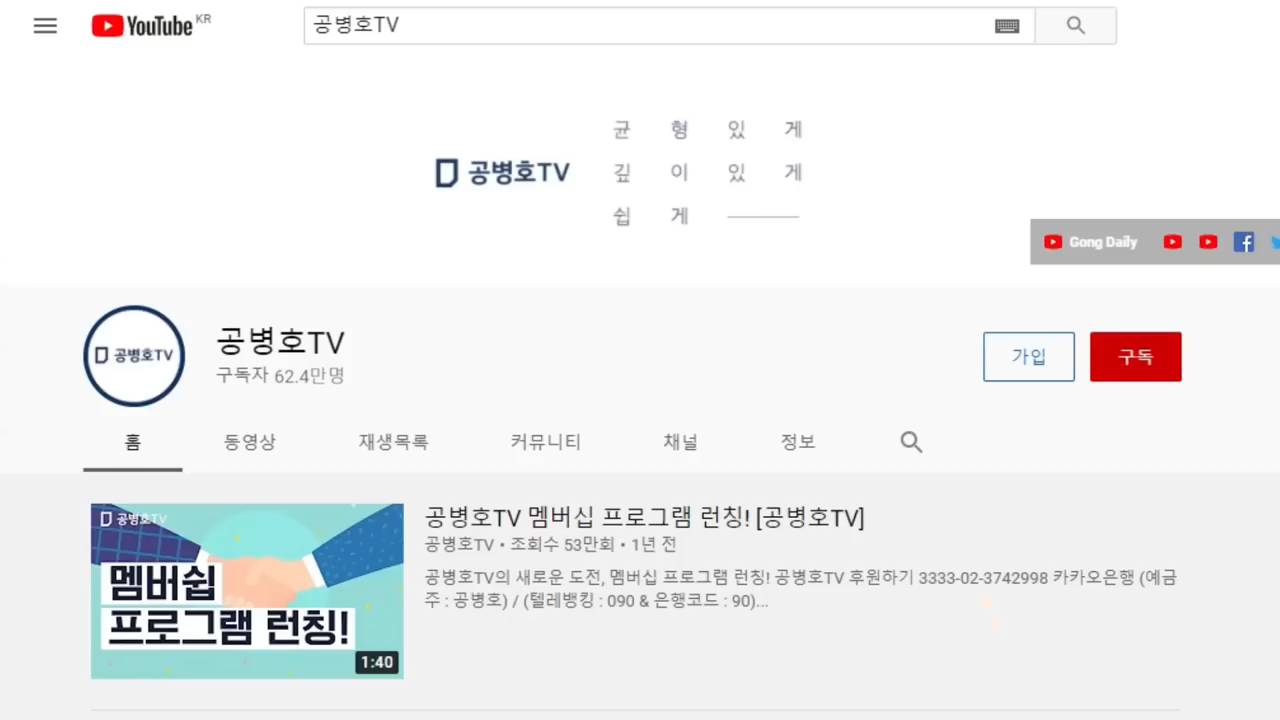 YouTube KR
공병호TV
균 형 있 게
공병호TV
깊 이 있 게
쉽 게
Gong Daily
공병호TV
공병호TV
구독자 62.4만명
가입
구독
홈
동영상
재생목록
커뮤니티
채널
정보
공병호TV
멤버쉽
프로그램 런칭!
1:40
공병호TV 멤버십 프로그램 런칭! [공병호TV]
공병호TV • 조회수 53만회 • 1년 전
공병호TV의 새로운 도전, 멤버십 프로그램 런칭! 공병호TV 후원하기 3333-02-3742998 카카오은행 (예금
주 : 공병호) / (텔레뱅킹 : 090 & 은행코드 : 90)...